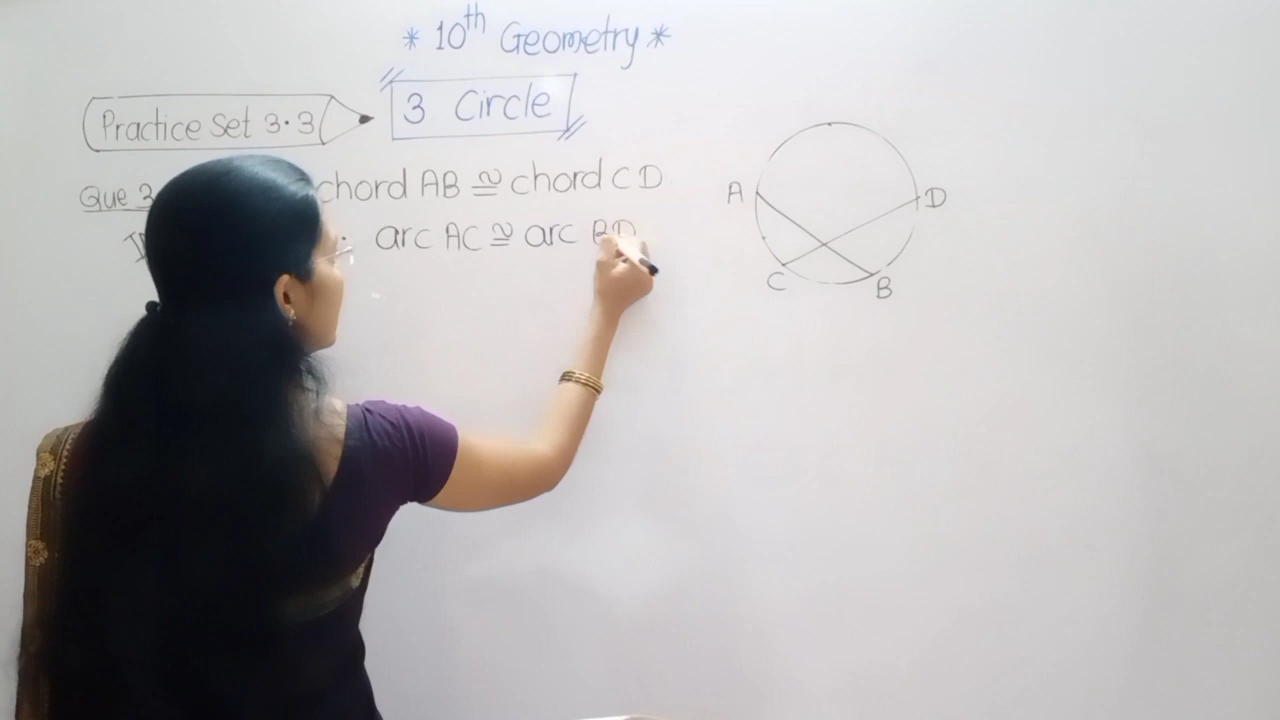 * 10th Geometry *
Practice Set 3.3
3 Circle
Que 3 chord AB ≅ chord CD
arc AC ≅ arc BD
A
D
C
B